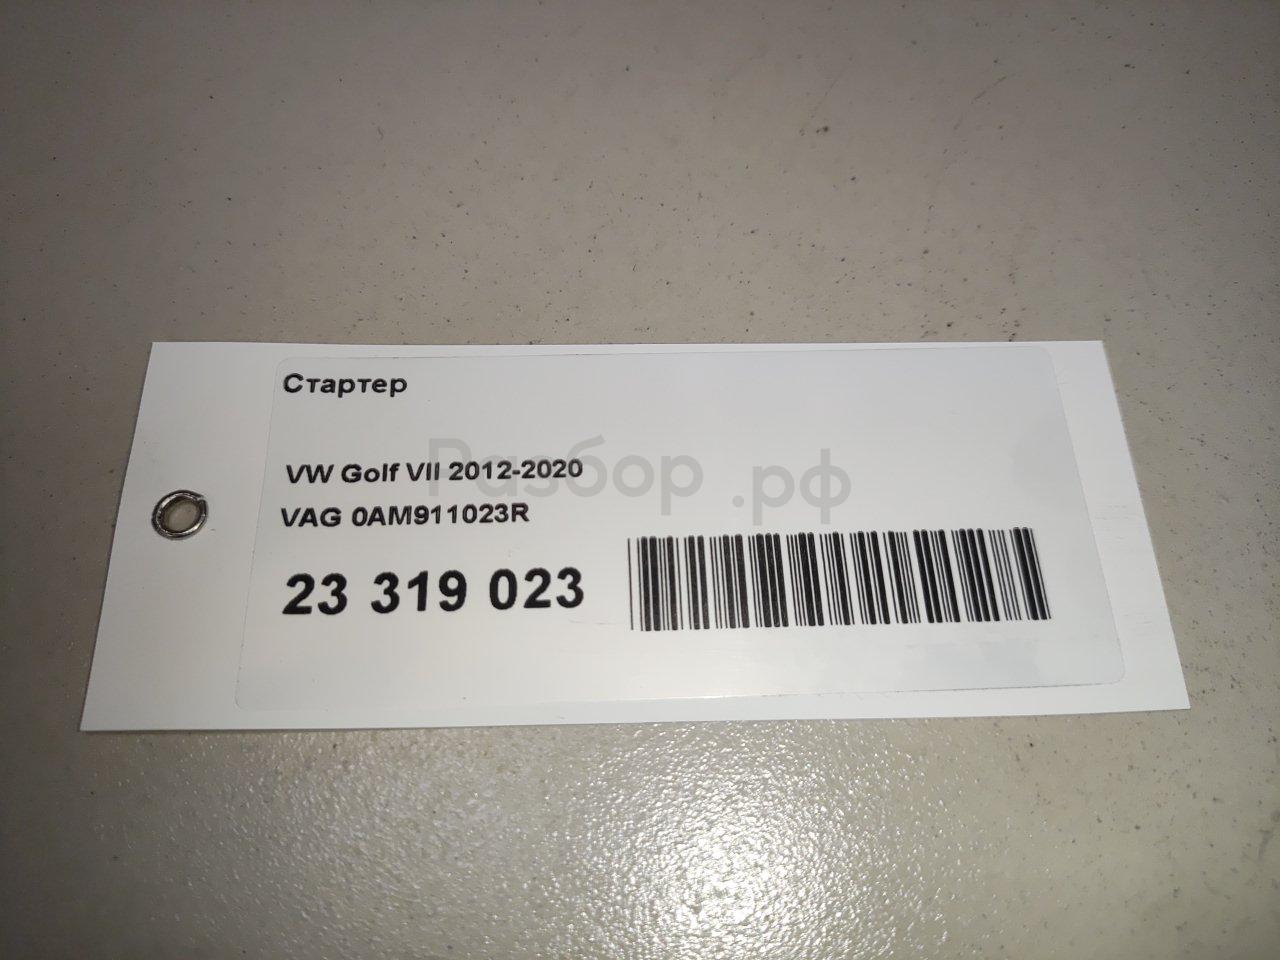 Стартер
VW Golf VII 2012-2020
Разбор.рф
VAG 0AM911023R
23 319 023